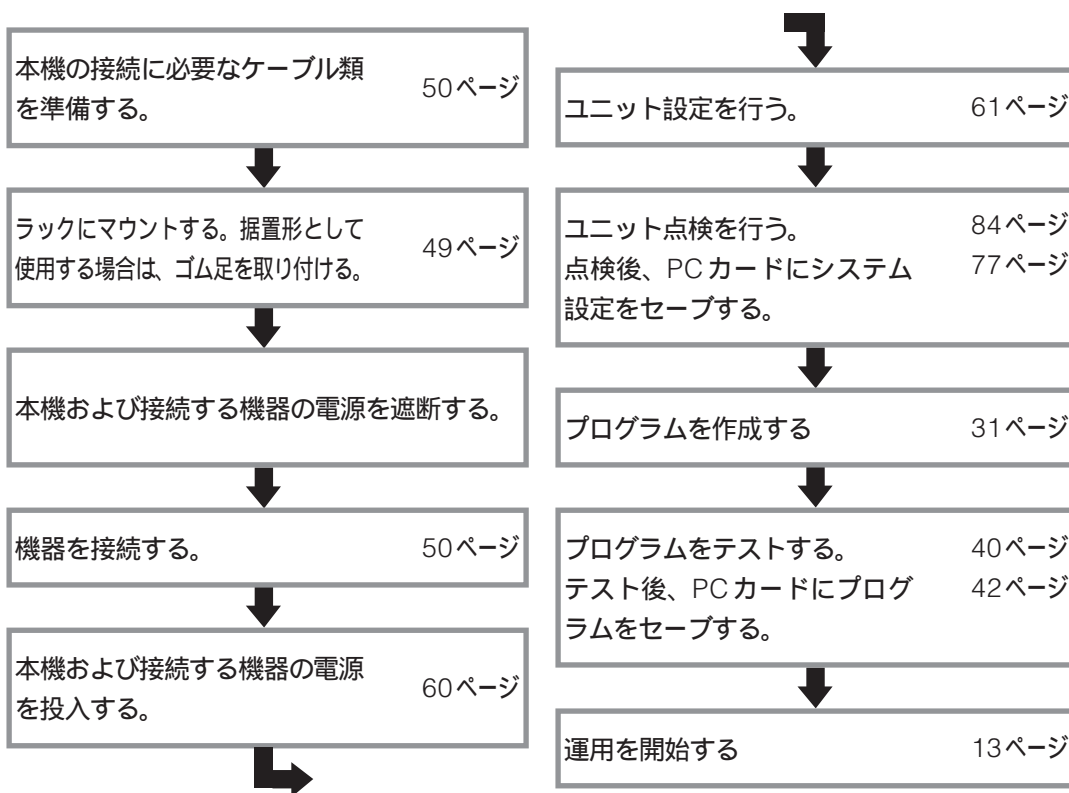 本機の接続に必要なケーブル類
を準備する。 50ページ
ラックにマウントする。据置形として
使用する場合は、ゴム足を取り付ける。 49ページ
本機および接続する機器の電源を遮断する。
機器を接続する。 50ページ
本機および接続する機器の電源
を投入する。 60ページ
ユニット設定を行う。 61ページ
ユニット点検を行う。 84ページ
点検後、PCカードにシステム 77ページ
設定をセーブする。
プログラムを作成する 31ページ
プログラムをテストする。 40ページ
テスト後、PCカードにプログ 42ページ
ラムをセーブする。
運用を開始する 13ページ